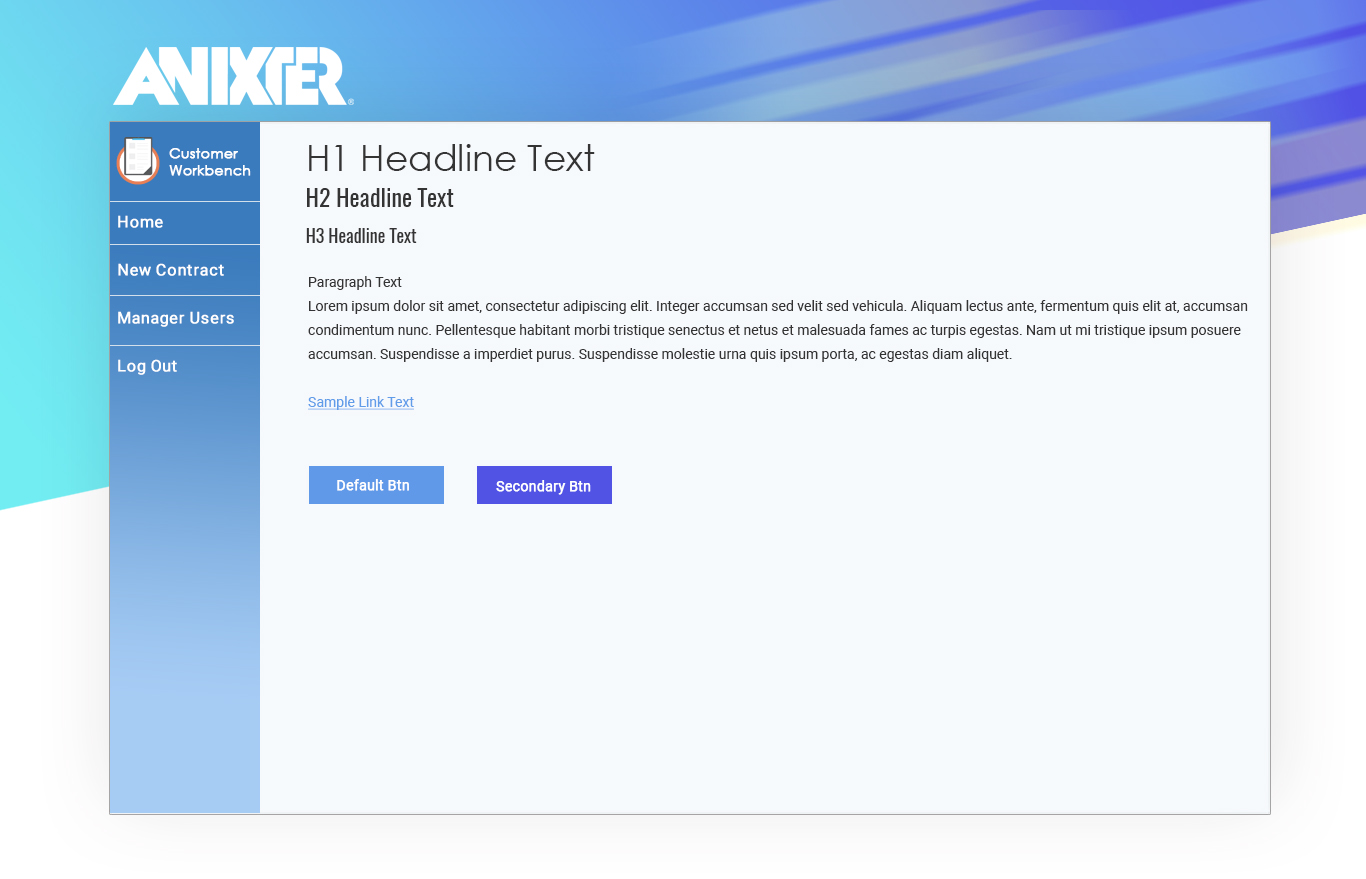 ANIXTER®
Customer
Workbench
Home
New Contract
Manager Users
Log Out
H1 Headline Text
H2 Headline Text
H3 Headline Text
Paragraph Text
Lorem ipsum dolor sit amet, consectetur adipiscing elit. Integer accumsan sed velit sed vehicula. Aliquam lectus ante, fermentum quis elit at, accumsan
condimentum nunc. Pellentesque habitant morbi tristique senectus et netus et malesuada fames ac turpis egestas. Nam ut mi tristique ipsum posuere
accumsan. Suspendisse a imperdiet purus. Suspendisse molestie urna quis ipsum porta, ac egestas diam aliquet.
Sample Link Text
Default Btn
Secondary Btn